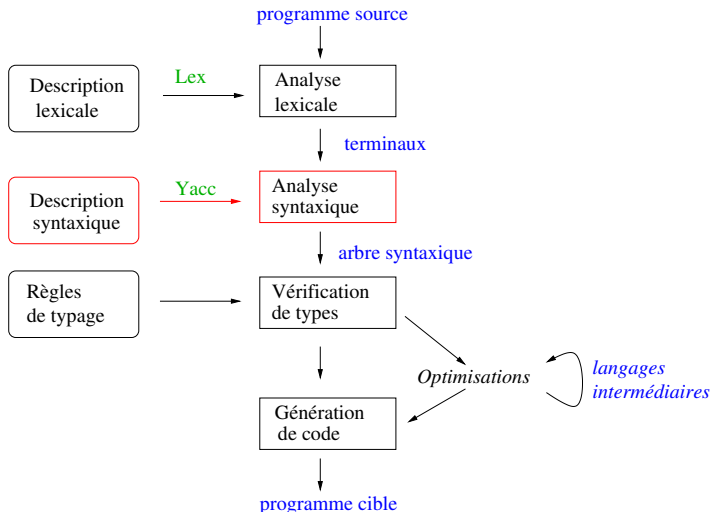 programme source
Description
lexicale
Lex
Analyse
lexicale
terminaux
Description
syntaxique
Yacc
Analyse
syntaxique
arbre syntaxique
Règles
de typage
Vérification
de types
Optimisations
langages
intermédiaires
Génération
de code
programme cible